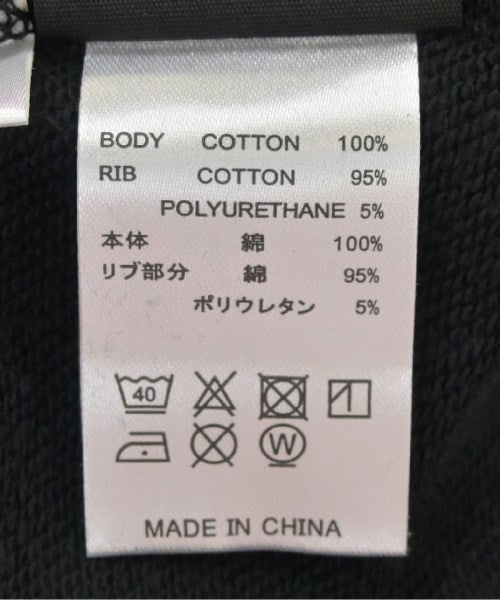 BODY COTTON 100%
RIB COTTON 95%
POLYURETHANE 5%
本体 綿 100%
リブ部分 綿 95%
ポリウレタン 5%
40
W
MADE IN CHINA